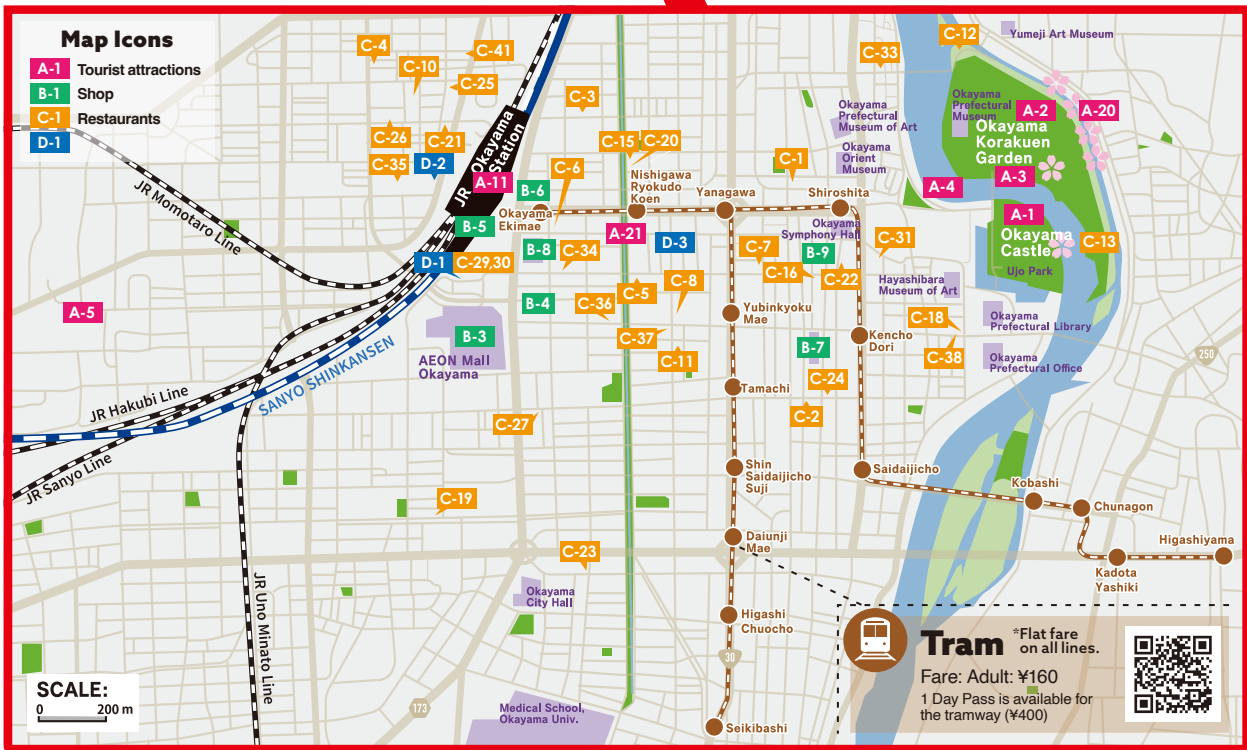 Map Icons
A-1 Tourist attractions
B-1 Shop
C-1 Restaurants
D-1
C-4
C-41
C-10
C-25
C-3
C-26
C-21
C-35
D-2
JR Okayama
Station
A-11
C-15
C-20
C-6
B-6
Nishigawa
Ryokudo
Koen
Yanagawa
Shiroshita
Okayama
Ekimae
B-5
B-8
C-34
A-21
D-3
D-1
C-29,30
C-33
C-12
Yumeji Art Museum
Okayama
Prefectural
Museum of Art
Okayama
Orient
Museum
C-1
Okayama
Prefectural
Museum
A-2
A-20
Okayama
Korakuen
Garden
A-3
A-4
A-1
Okayama
Castle
C-13
Ujo Park
Okayama
Symphony Hall
C-7
B-9
C-31
C-16
C-22
Hayashibara
Museum of Art
JR Momotaro Line
A-5
B-4
C-36
C-5
C-8
B-3
AEON Mall
Okayama
C-37
C-11
Yubinkyoku
Mae
B-7
Kencho
Dori
C-18
C-38
Okayama
Prefectural Library
Okayama
Prefectural Office
250
JR Hakubi Line
SANYO SHINKANSEN
JR Sanyo Line
Tamachi
C-24
C-2
C-27
C-19
Shin
Saidaijicho
Suji
Saidaijicho
Kobashi
Chunagon
Higashiyama
Kadota
Yashiki
C-23
Daiunji
Mae
JR Uno Minato Line
Okayama
City Hall
Higashi
Chuocho
30
173
Medical School,
Okayama Univ.
Seikibashi
SCALE:
0 200 m
Tram *Flat fare
on all lines.
Fare: Adult: ¥160
1 Day Pass is available for
the tramway (¥400)